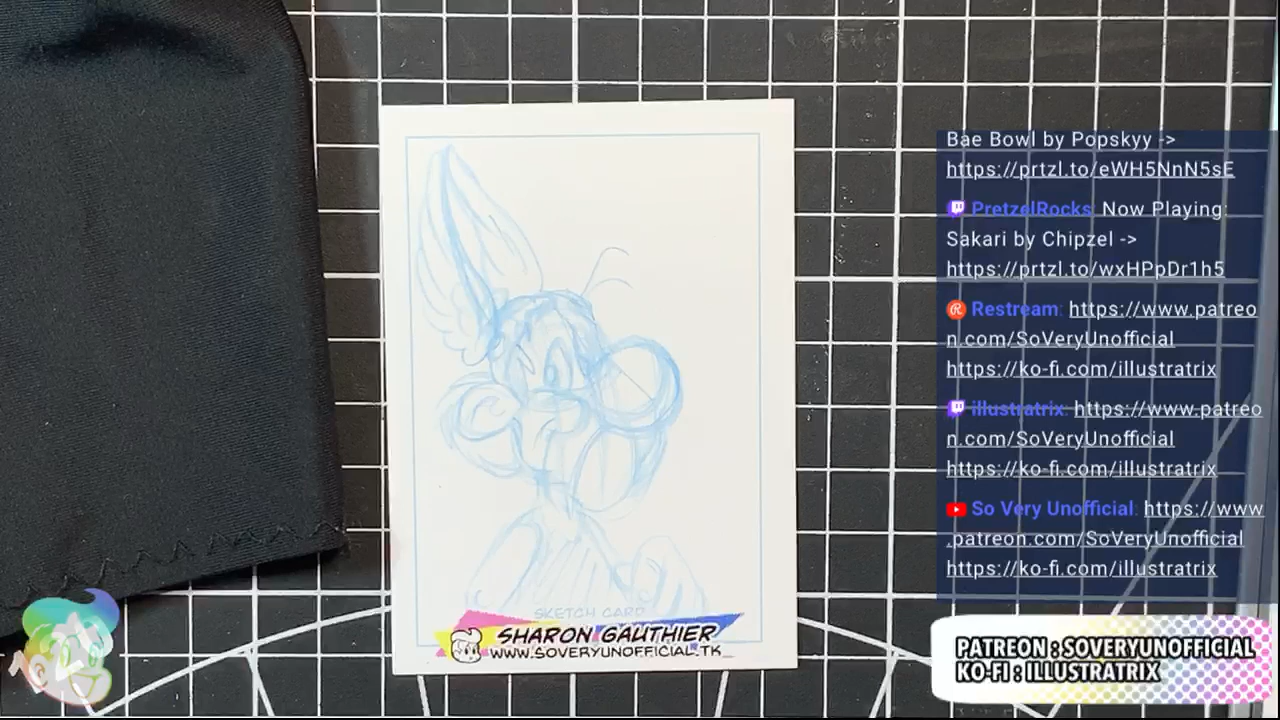 Bae Bowl by Popskyy ->
https://prtzl.to/eWH5NnN5sE
PretzelRocks: Now Playing:
Sakari by Chipzel ->
https://prtzl.to/wxHPpDr1h5
Restream: https://www.patreo
n.com/SoVeryUnofficial
https://ko-fi.com/illustratrix
illustratrix: https://www.patreo
n.com/SoVeryUnofficial
https://ko-fi.com/illustratrix
So Very Unofficial: https://www
.patreon.com/SoVeryUnofficial
https://ko-fi.com/illustratrix
SKETCH CARD
SHARON GAUTHIER
WWW.SOVERYUNOFFICIAL.TK
PATREON : SOVERYUNOFFICIAL
KO-FI : ILLUSTRATRIX